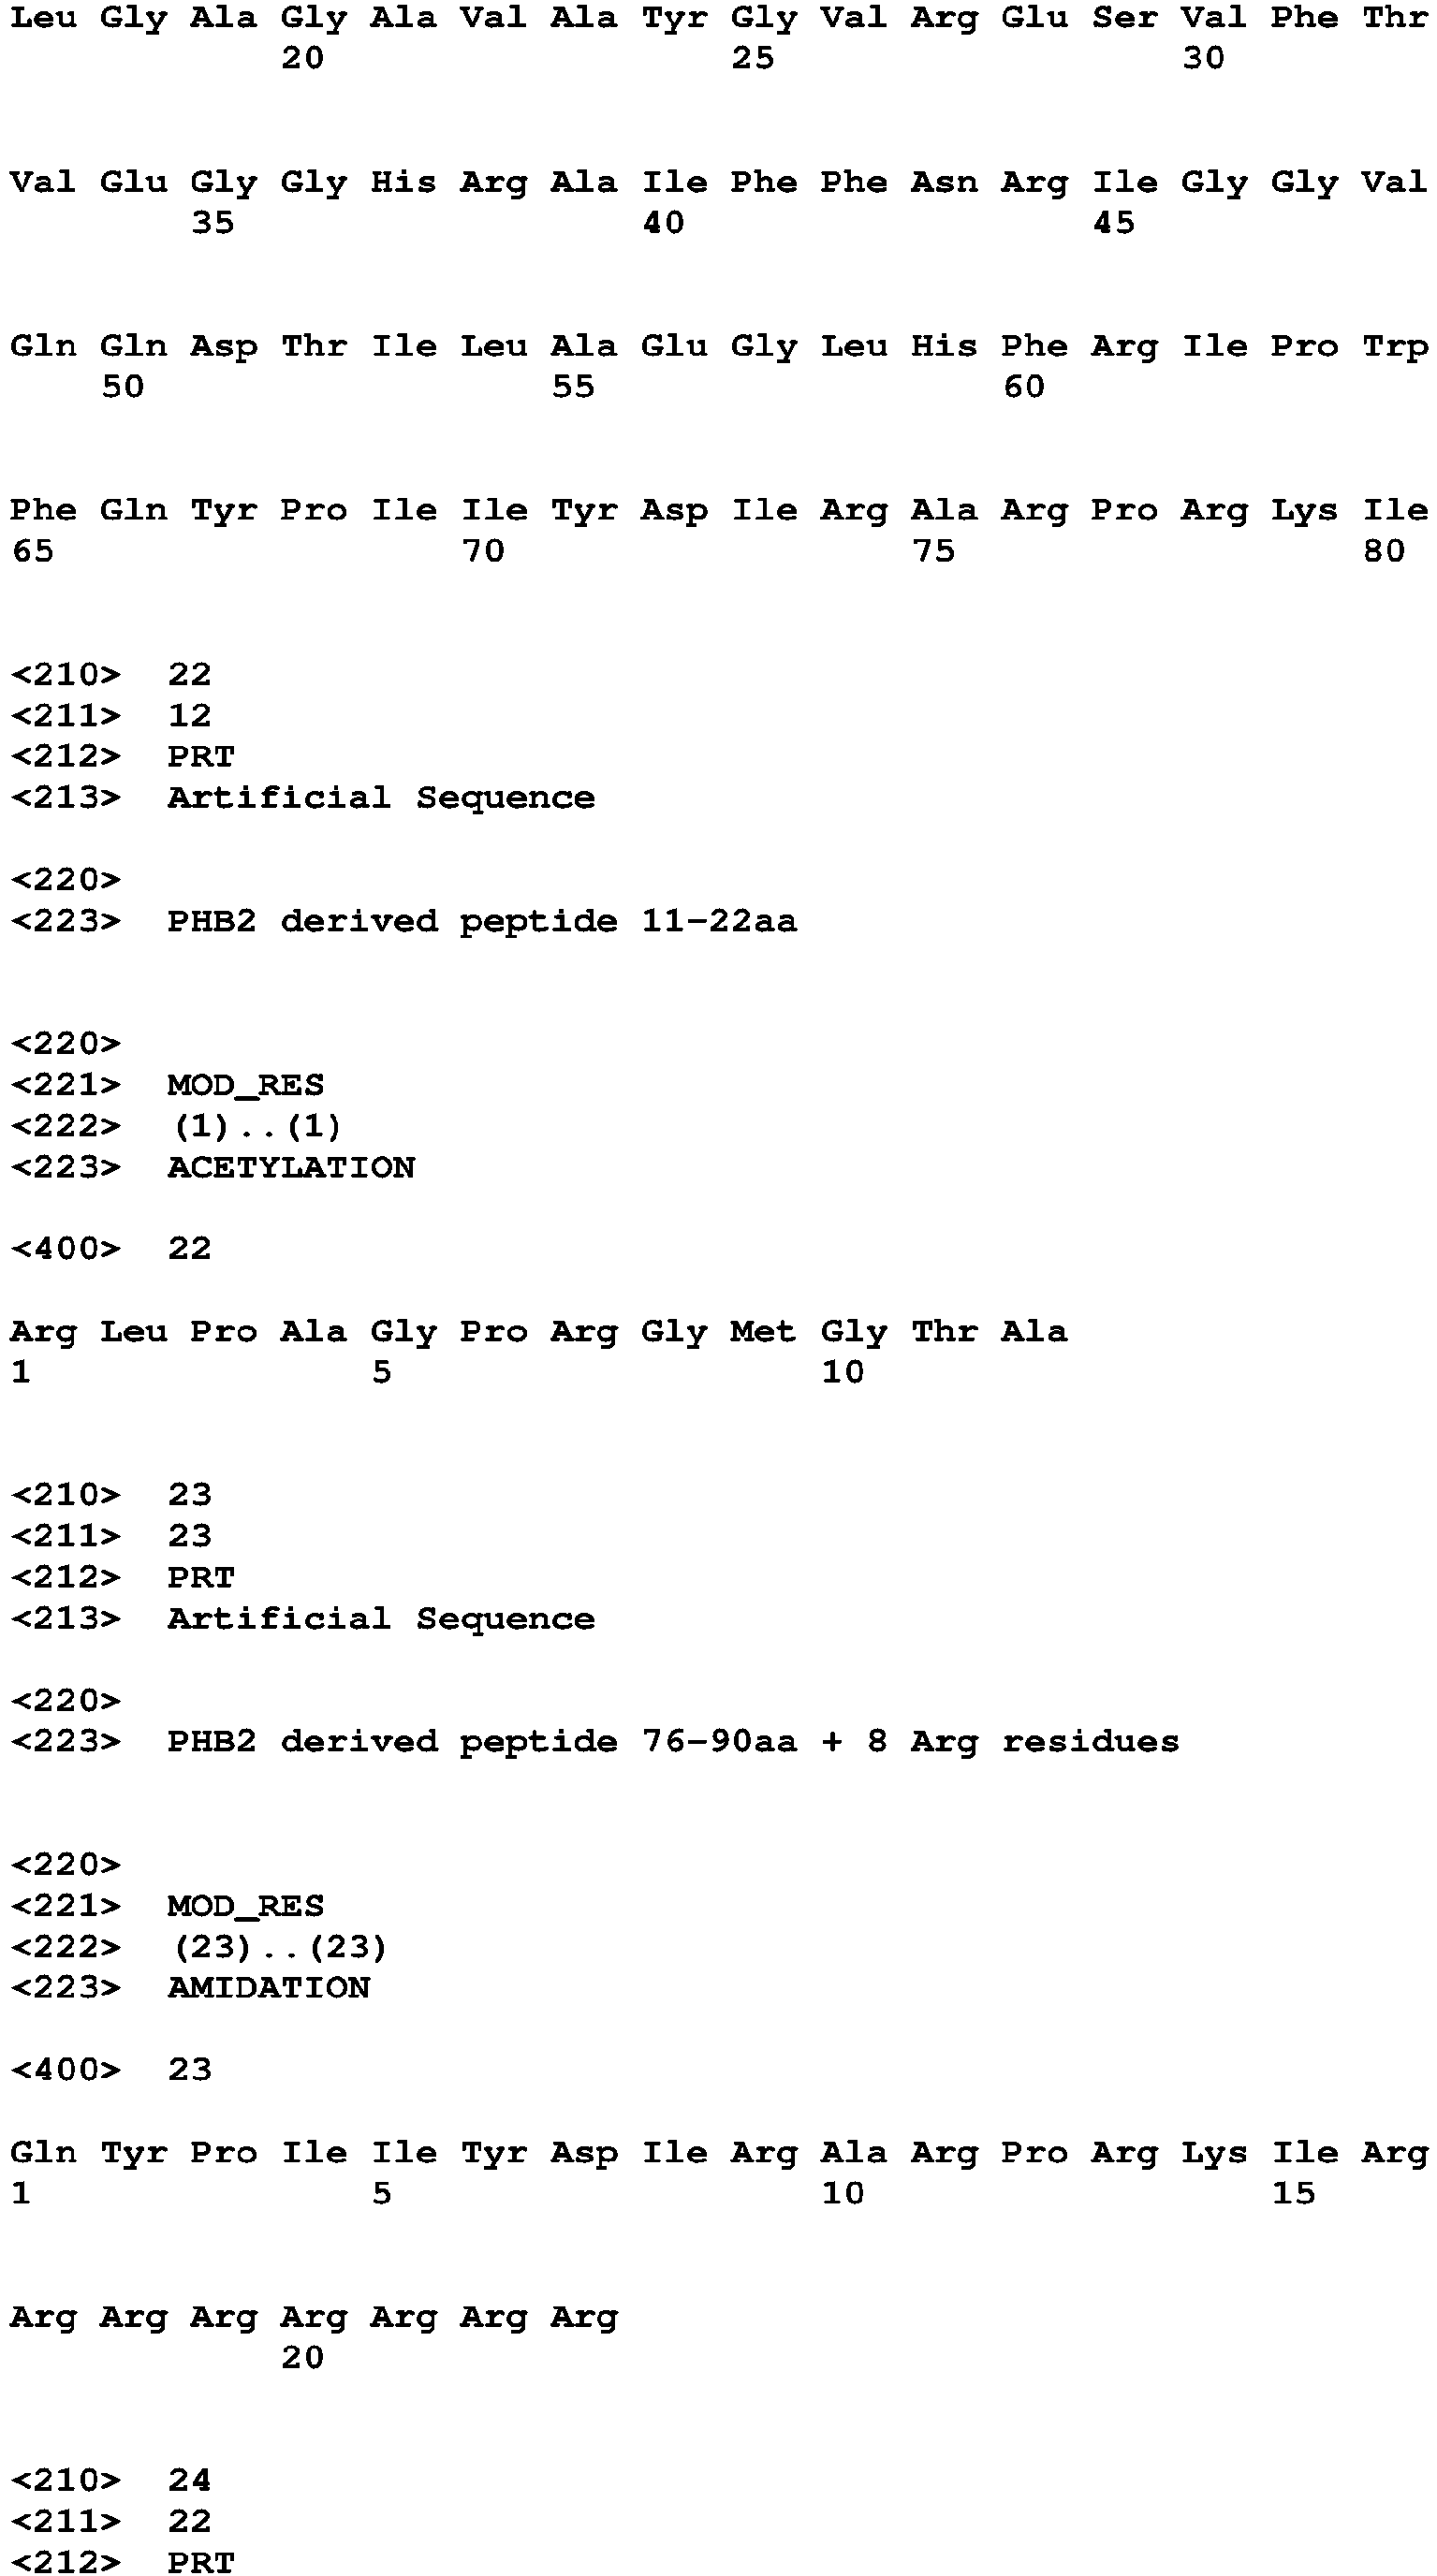 Leu Gly Ala Gly Ala Val Ala Tyr Gly Val Arg Glu Ser Val Phe Thr
20 25 30
Val Glu Gly Gly His Arg Ala Ile Phe Phe Asn Arg Ile Gly Gly Val
35 40 45
Gln Gln Asp Thr Ile Leu Ala Glu Gly Leu His Phe Arg Ile Pro Trp
50 55 60
Phe Gln Tyr Pro Ile Ile Tyr Asp Ile Arg Ala Arg Pro Arg Lys Ile
65 70 75 80
<210> 22
<211> 12
<212> PRT
<213> Artificial Sequence
<220>
<223> PHB2 derived peptide 11-22aa
<220>
<221> MOD_RES
<222> (1)..(1)
<223> ACETYLATION
<400> 22
Arg Leu Pro Ala Gly Pro Arg Gly Met Gly Thr Ala
1 5 10
<210> 23
<211> 23
<212> PRT
<213> Artificial Sequence
<220>
<223> PHB2 derived peptide 76-90aa + 8 Arg residues
<220>
<221> MOD_RES
<222> (23)..(23)
<223> AMIDATION
<400> 23
Gln Tyr Pro Ile Ile Tyr Asp Ile Arg Ala Arg Pro Arg Lys Ile Arg
1 5 10 15
Arg Arg Arg Arg Arg Arg Arg
20
<210> 24
<211> 22
<212> PRT